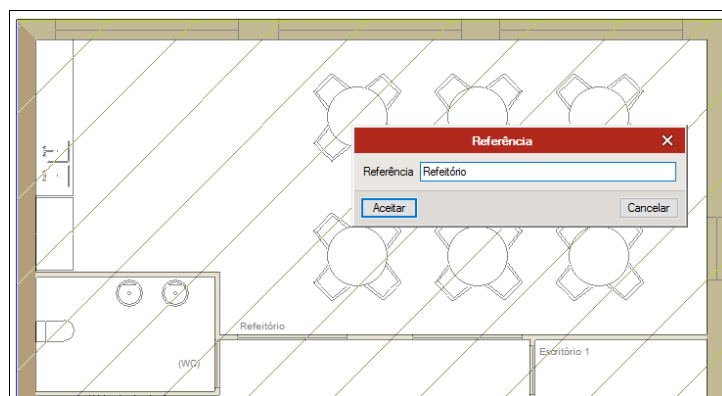 Referência
Referência Refeitório
Aceitar Cancelar
Refeitório
Escritório 1
(WC)